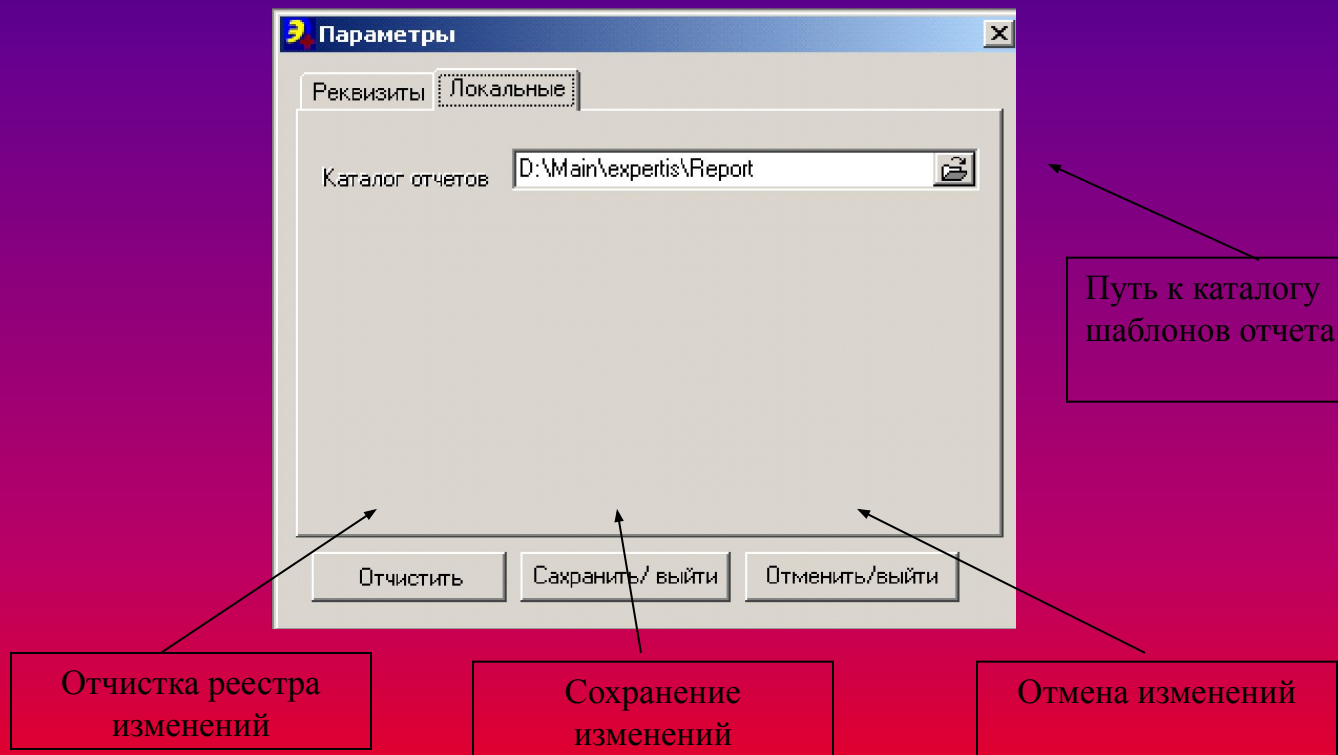 Параметры
Реквизиты Локальные
Каталог отчетов D:\Main\expertis\Report
Путь к каталогу
шаблонов отчета
Отчистить Сахранить/ выйти Отменить/выйти
Отчистка реестра
изменений
Сохранение
изменений
Отмена изменений